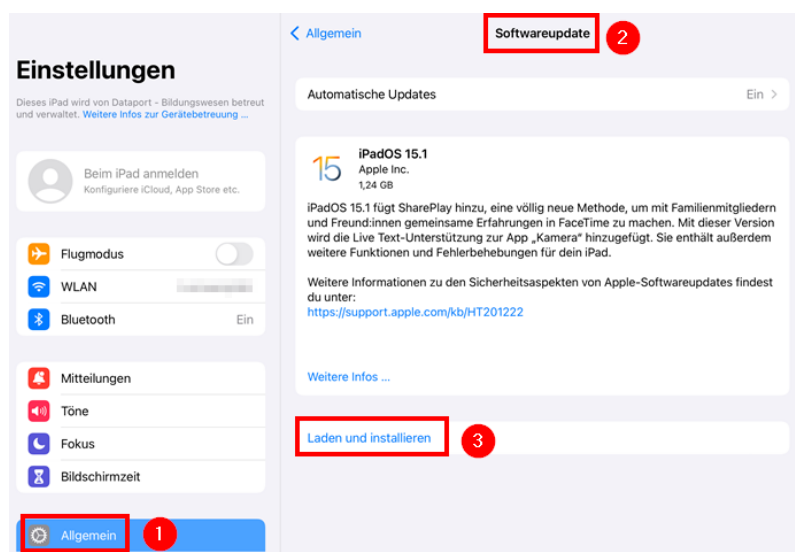 Einstellungen
Dieses iPad wird von Dataport - Bildungswesen betreut
und verwaltet. Weitere Infos zur Gerätebetreuung ...
Beim iPad anmelden
Konfiguriere iCloud, App Store etc.
Flugmodus
WLAN
Bluetooth Ein
Mitteilungen
Töne
Fokus
Bildschirmzeit
Allgemein 1
Allgemein
Softwareupdate 2
Automatische Updates Ein
15
iPadOS 15.1
Apple Inc.
1,24 GB
iPadOS 15.1 fügt SharePlay hinzu, eine völlig neue Methode, um mit Familienmitgliedern
und Freund:innen gemeinsame Erfahrungen in FaceTime zu machen. Mit dieser Version
wird die Live Text-Unterstützung zur App „Kamera" hinzugefügt. Sie enthält außerdem
weitere Funktionen und Fehlerbehebungen für dein iPad.
Weitere Informationen zu den Sicherheitsaspekten von Apple-Softwareupdates findest
du unter:
https://support.apple.com/kb/HT201222
Weitere Infos ...
Laden und installieren 3